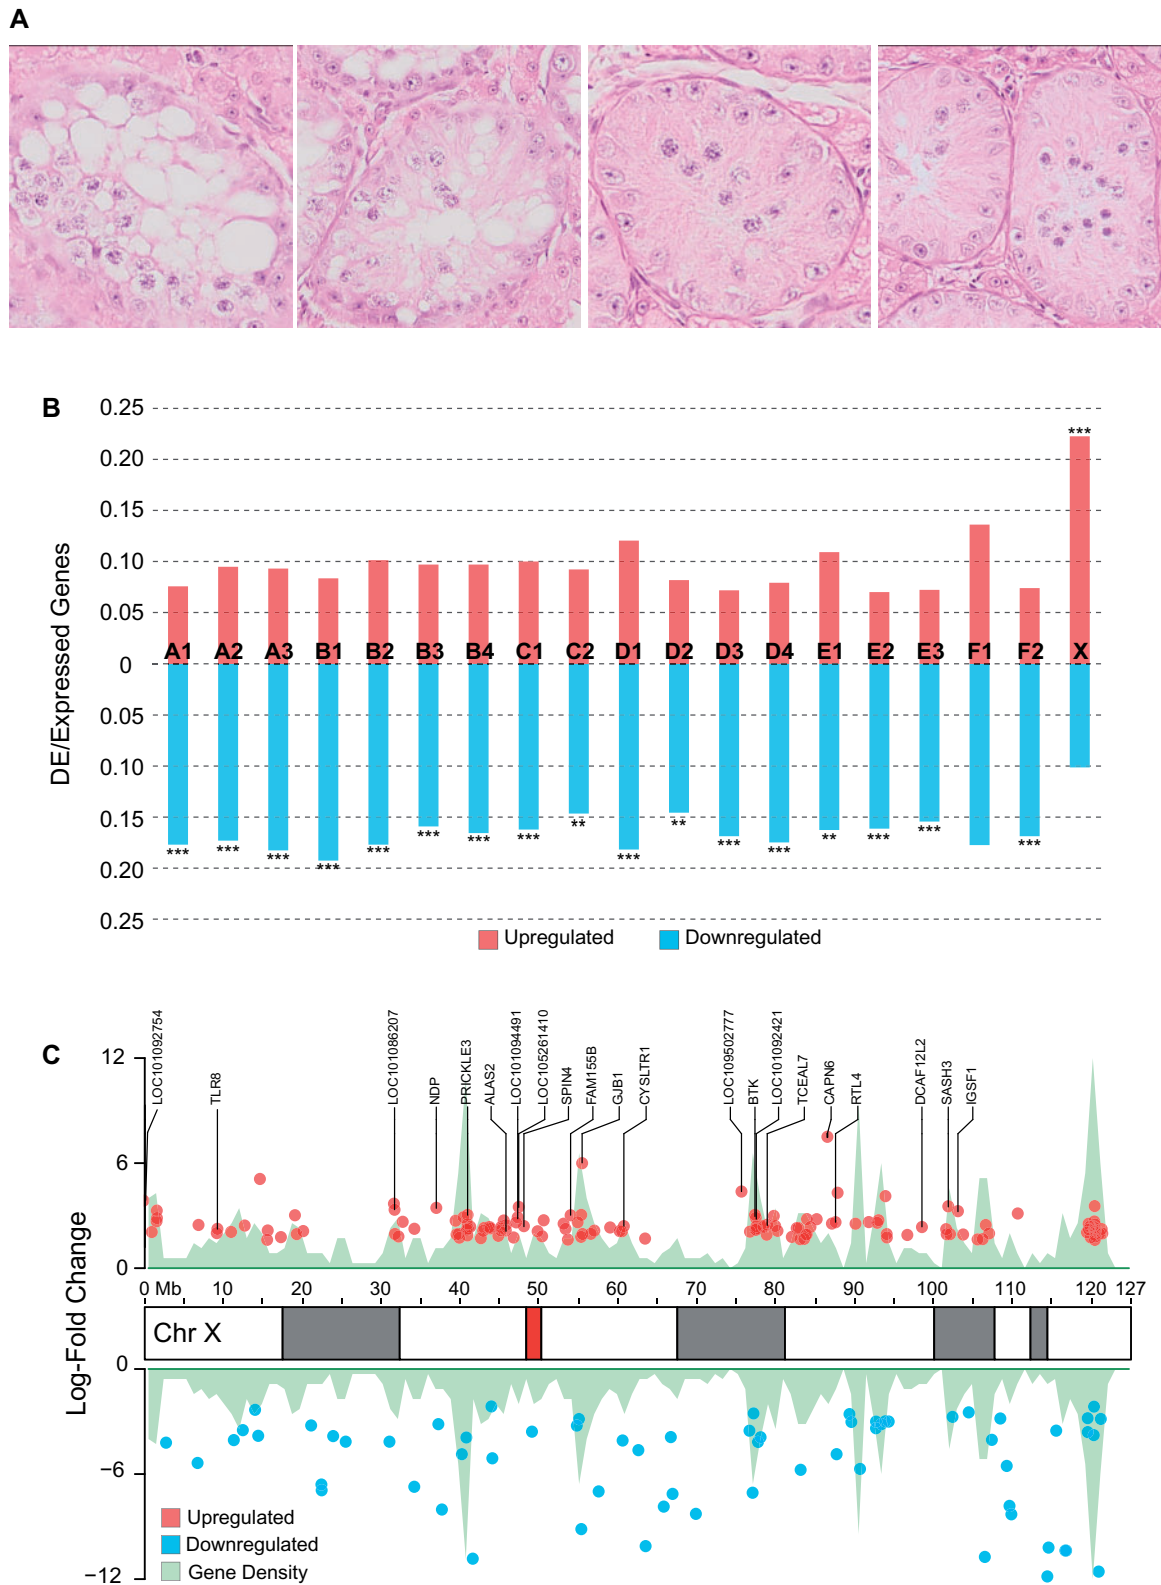 A
B
0.25
0.20
0.15
0.10
0.05
0
0.05
0.10
0.15
0.20
0.25
DE/Expressed Genes
***
A1 A2 A3 B1 B2 B3 B4 C1 C2 D1 D2 D3 D4 E1 E2 E3 F1 F2 X
*** *** *** *** *** *** *** *** ** *** ** *** *** ** *** *** ***
Upregulated Downregulated
C
LOC101092754
TLR8
LOC101086207
NDP
PRICKLE3
ALAS2
LOC101094491
LOC105261410
SPIN4
FAM155B
GJB1
CYSLTR1
LOC109502777
BTK
LOC101092421
TCEAL7
CAPN6
RTL4
DCAF12L2
SASH3
IGSF1
12
6
0
0 Mb 10 20 30 40 50 60 70 80 90 100 110 120 127
Chr X
Log-Fold Change
0
−6
−12
Upregulated
Downregulated
Gene Density